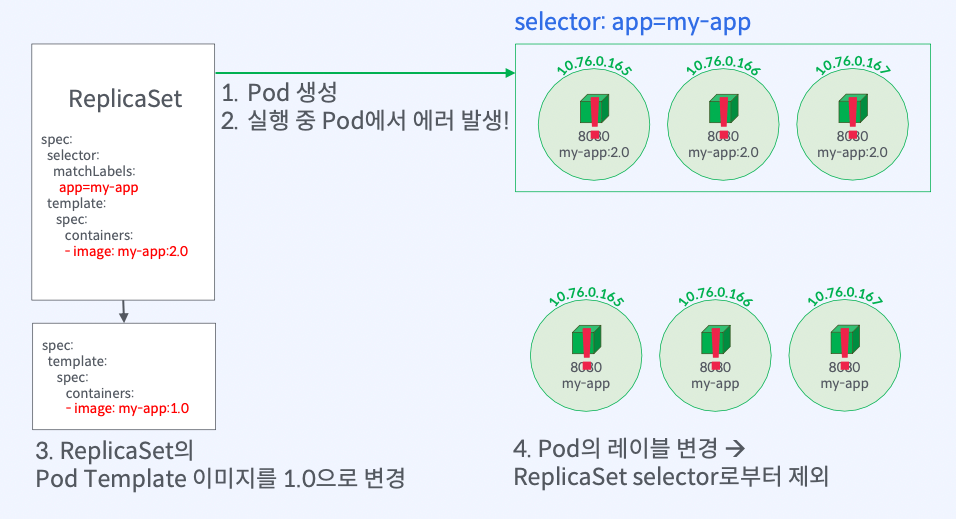 selector: app=my-app
ReplicaSet
spec:
selector:
matchLabels:
app=my-app
template:
spec:
containers:
- image: my-app:2.0
1. Pod 생성
2. 실행 중 Pod에서 에러 발생!
10.76.0.165
8080
my-app:2.0
10.76.0.166
8080
my-app:2.0
10.76.0.167
8080
my-app:2.0
spec:
template:
spec:
containers:
- image: my-app:1.0
3. ReplicaSet의
Pod Template 이미지를 1.0으로 변경
10.76.0.165
8080
my-app
10.76.0.166
8080
my-app
10.76.0.167
8080
my-app
4. Pod의 레이블 변경 →
ReplicaSet selector로부터 제외